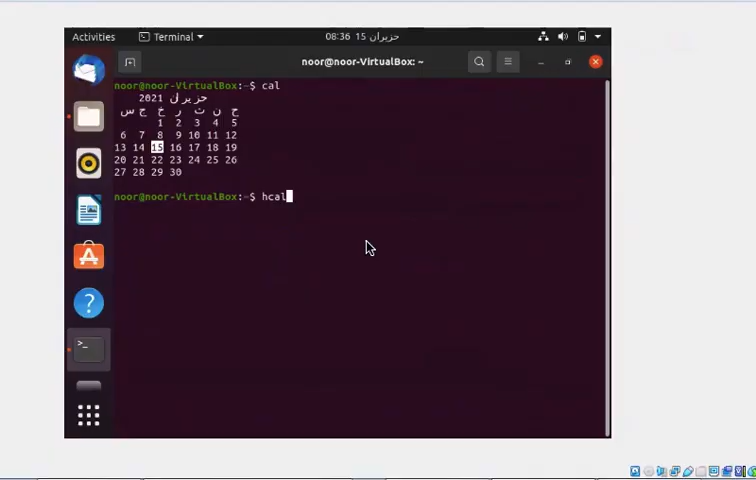 Activities Terminal 08:36 15 حزيران
noor@noor-VirtualBox: ~
noor@noor-VirtualBox:~$ cal
حزيران 2021
ح ن ث ر خ ج س
1 2 3 4 5
6 7 8 9 10 11 12
13 14 15 16 17 18 19
20 21 22 23 24 25 26
27 28 29 30
noor@noor-VirtualBox:~$ hcal